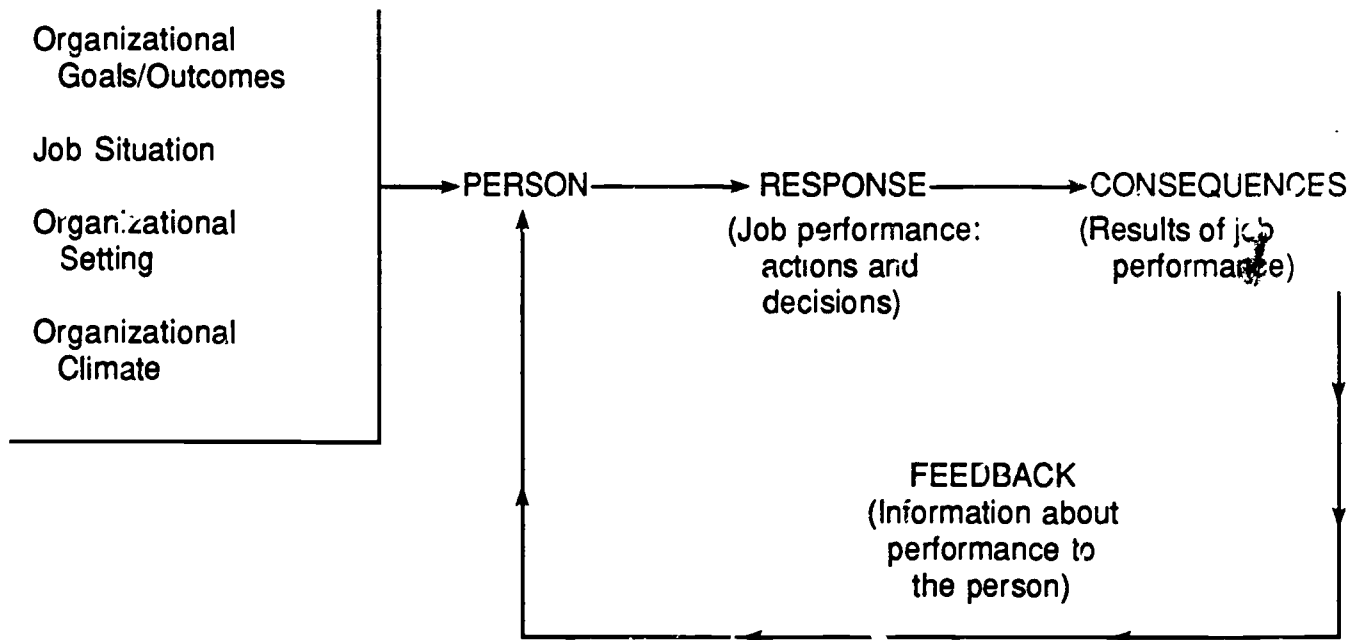 Organizational
Goals/Outcomes
Job Situation
Organizational
Setting
Organizational
Climate
PERSON
RESPONSE
(Job performance:
actions and
decisions)
CONSEQUENCES
(Results of job
performance)
FEEDBACK
(Information about
performance to
the person)